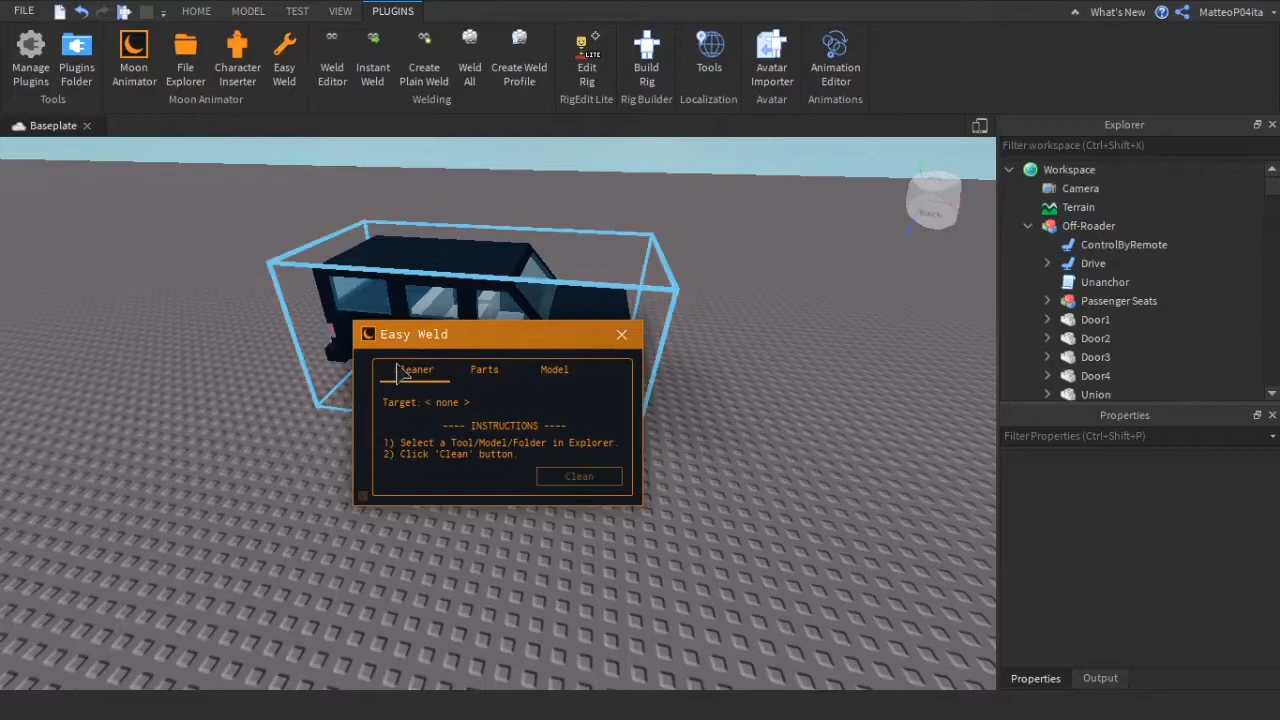 FILE
HOME
MODEL
TEST
VIEW
PLUGINS
What's New
MatteoP04ita
Manage Plugins
Plugins Folder
Moon Animator
File Explorer
Character Inserter
Easy Weld
Weld Editor
Instant Weld
Create Plain Weld
Weld All
Create Weld Profile
LITE
Edit Rig
Build Rig
Tools
Avatar Importer
Animation Editor
Tools
Moon Animator
Welding
RigEdit Lite
Rig Builder
Localization
Avatar
Animations
Baseplate
BACK
Easy Weld
Parts
Model
Target: < none >
---- INSTRUCTIONS ----
1) Select a Tool/Model/Folder in Explorer.
2) Click 'Clean' button.
Clean
Explorer
Filter workspace (Ctrl+Shift+X)
Workspace
Camera
Terrain
Off-Roader
ControlByRemote
Drive
Unanchor
Passenger Seats
Door1
Door2
Door3
Door4
Union
Properties
Filter Properties (Ctrl+Shift+P)
Properties
Output